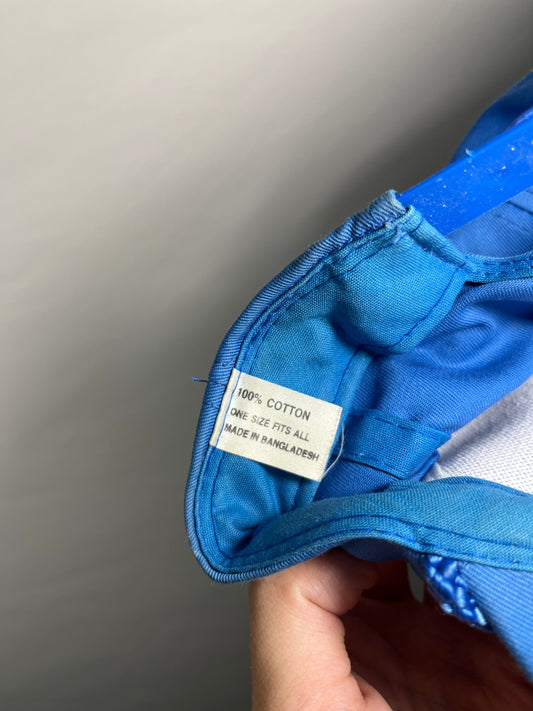 100% COTTON
ONE SIZE FITS ALL
MADE IN BANGLADESH